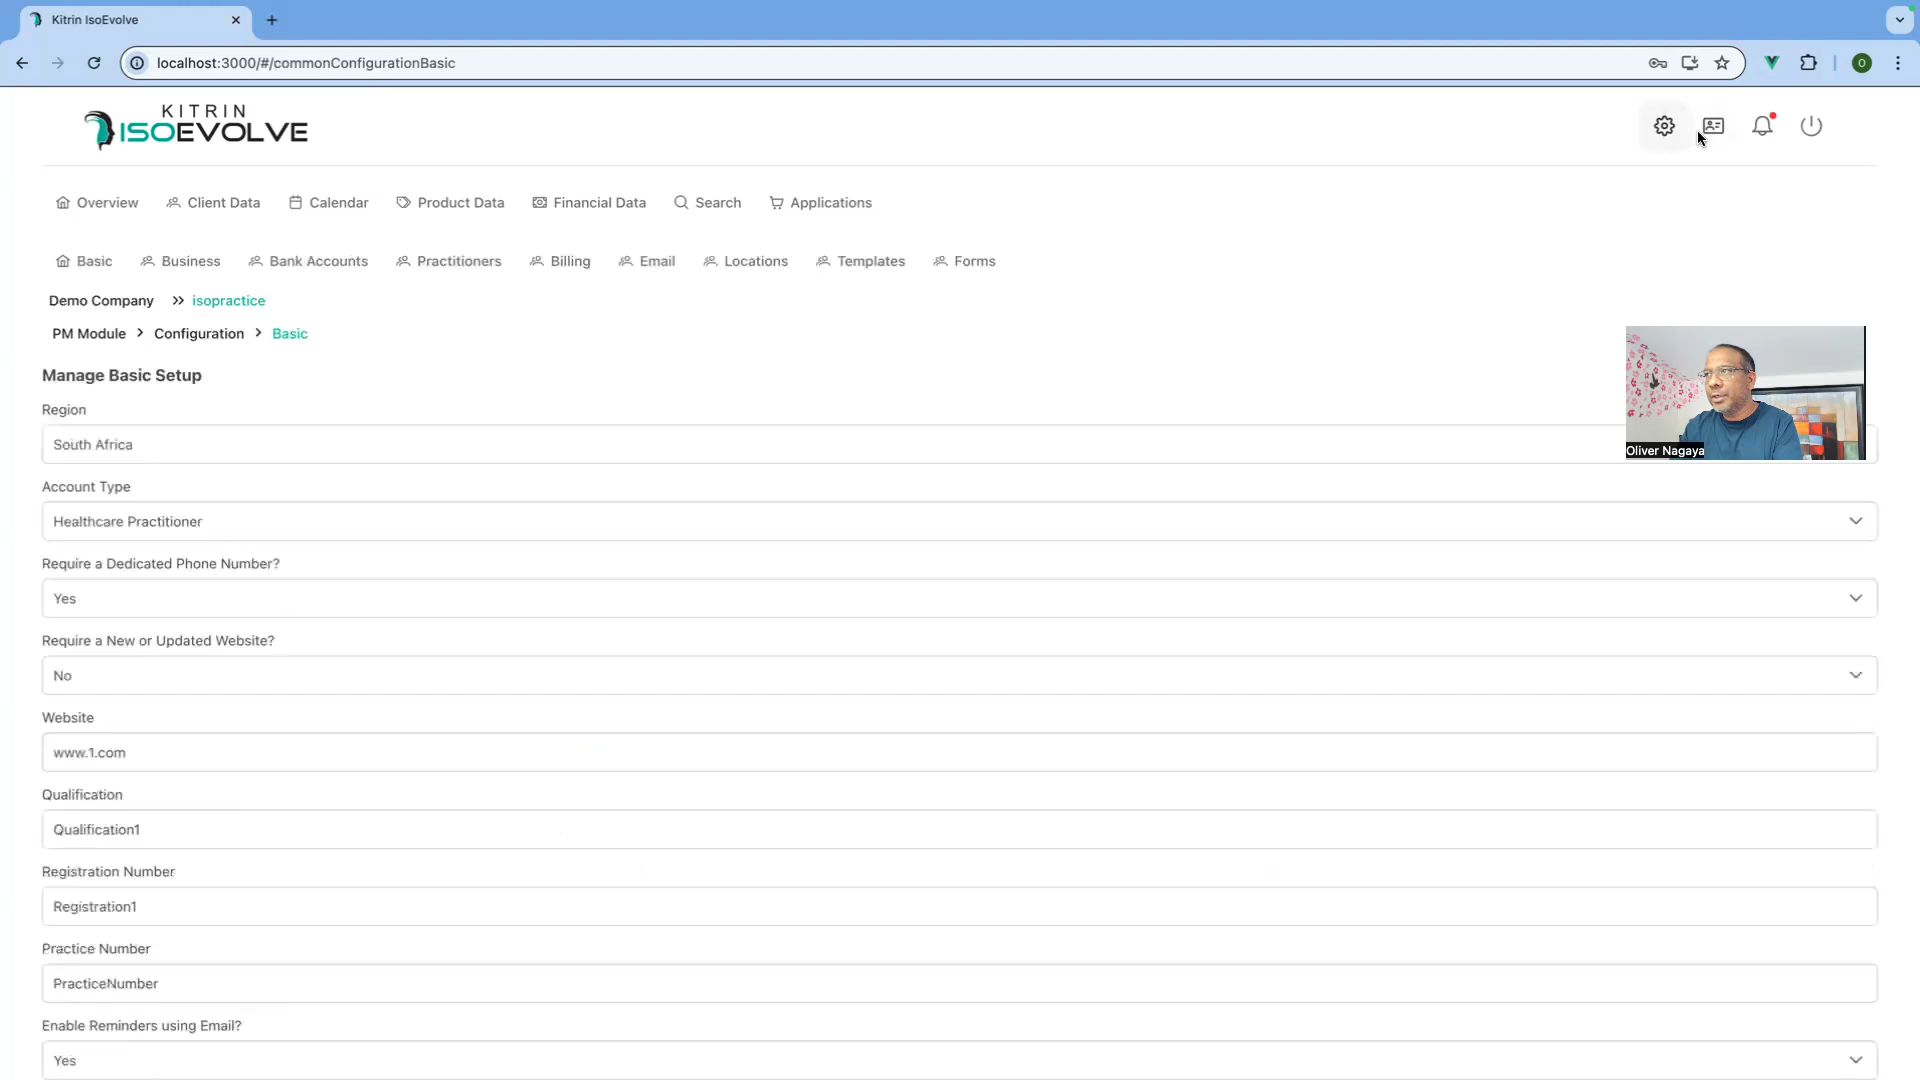 Kitrin IsoEvolve
localhost:3000/#/commonConfigurationBasic
O
KITRIN
ISOEVOLVE
Overview Client Data Calendar Product Data Financial Data Search Applications
Basic Business Bank Accounts Practitioners Billing Email Locations Templates Forms
Demo Company >> isopractice
PM Module > Configuration > Basic
Manage Basic Setup
Region
South Africa
Oliver Nagaya
Account Type
Healthcare Practitioner
Require a Dedicated Phone Number?
Yes
Require a New or Updated Website?
No
Website
www.1.com
Qualification
Qualification1
Registration Number
Registration1
Practice Number
PracticeNumber
Enable Reminders using Email?
Yes